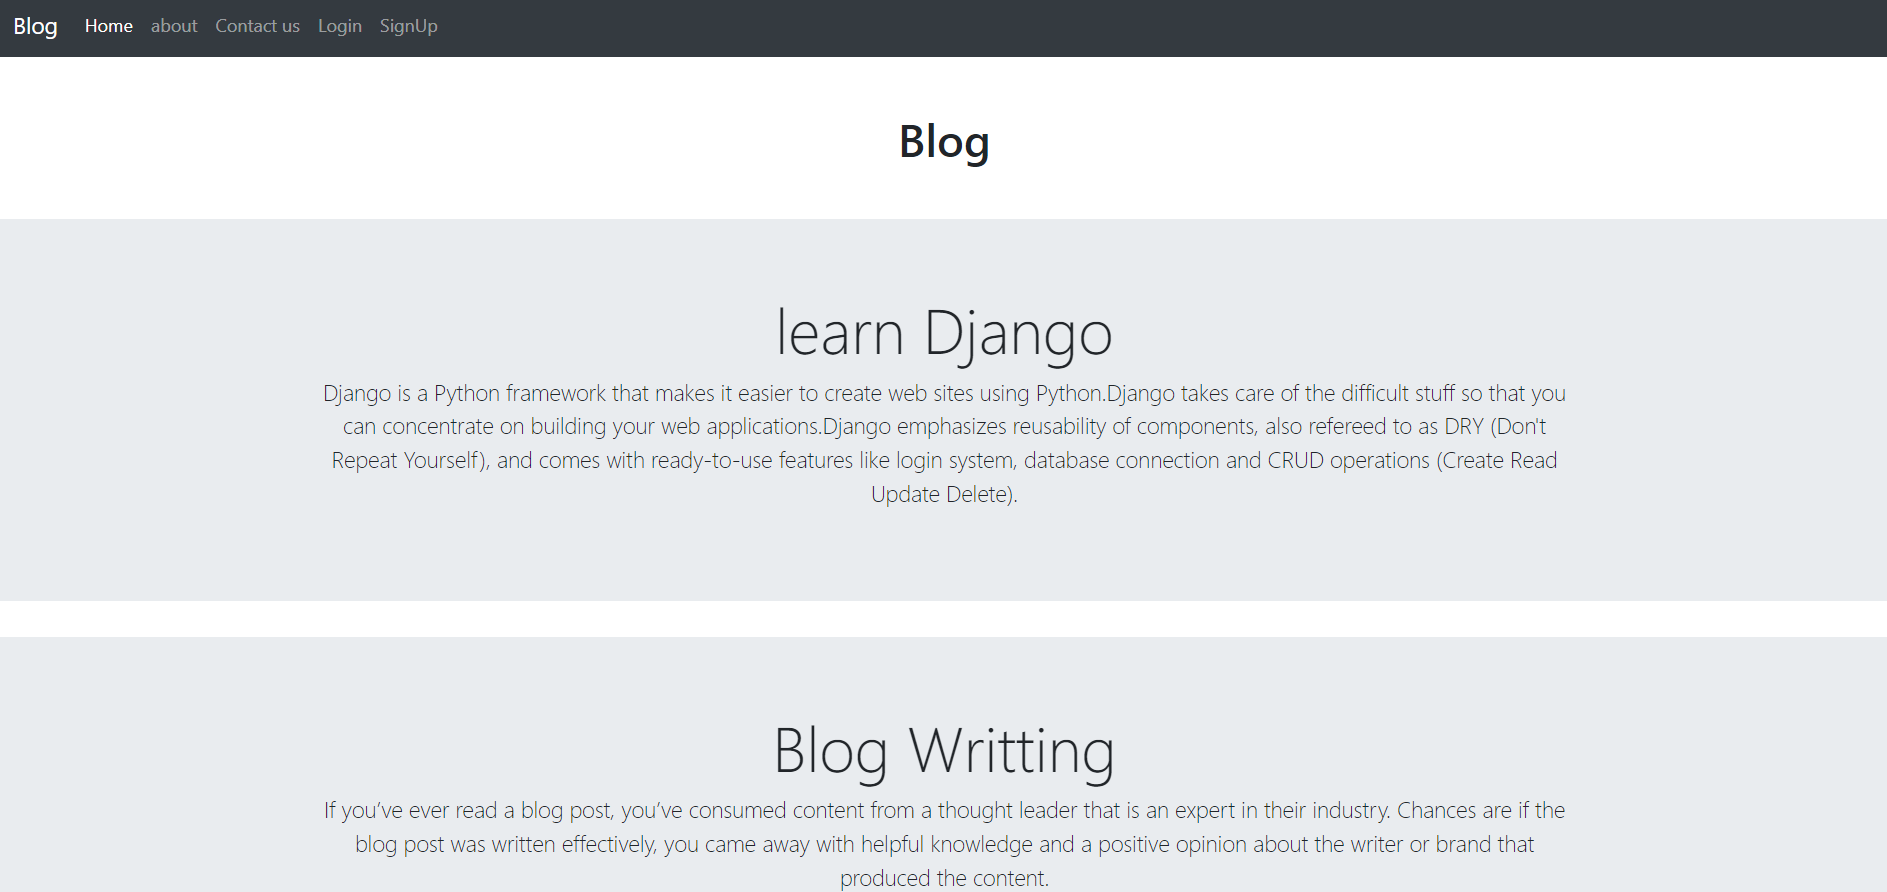 Blog Home about Contact us Login SignUp
Blog
learn Django
Django is a Python framework that makes it easier to create web sites using Python.Django takes care of the difficult stuff so that you
can concentrate on building your web applications.Django emphasizes reusability of components, also refereed to as DRY (Don't
Repeat Yourself), and comes with ready-to-use features like login system, database connection and CRUD operations (Create Read
Update Delete).
Blog Writting
If you’ve ever read a blog post, you’ve consumed content from a thought leader that is an expert in their industry. Chances are if the
blog post was written effectively, you came away with helpful knowledge and a positive opinion about the writer or brand that
produced the content.